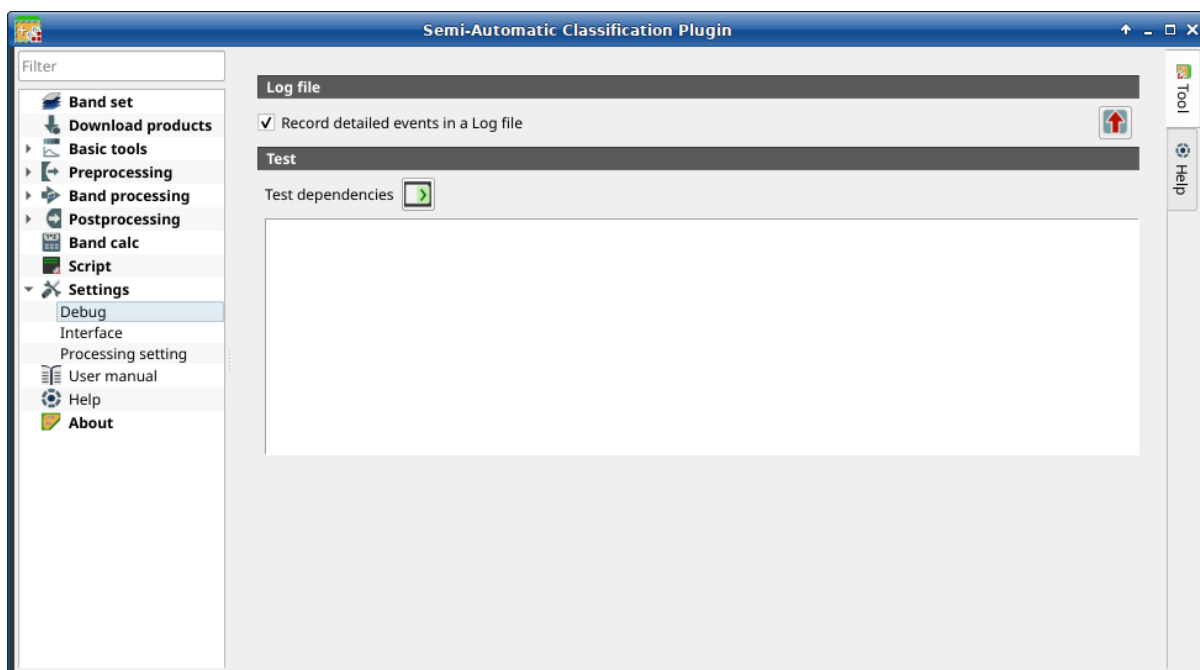 Semi-Automatic Classification Plugin
Filter
Band set
Download products
Basic tools
Preprocessing
Band processing
Postprocessing
Band calc
Script
Settings
Debug
Interface
Processing setting
User manual
Help
About
Log file
Record detailed events in a Log file
Test
Test dependencies
Tool
Help